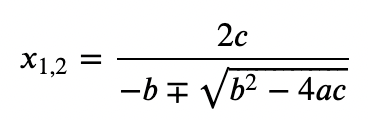 x₁,₂ = 2c / (−b ∓ √(b² − 4ac))